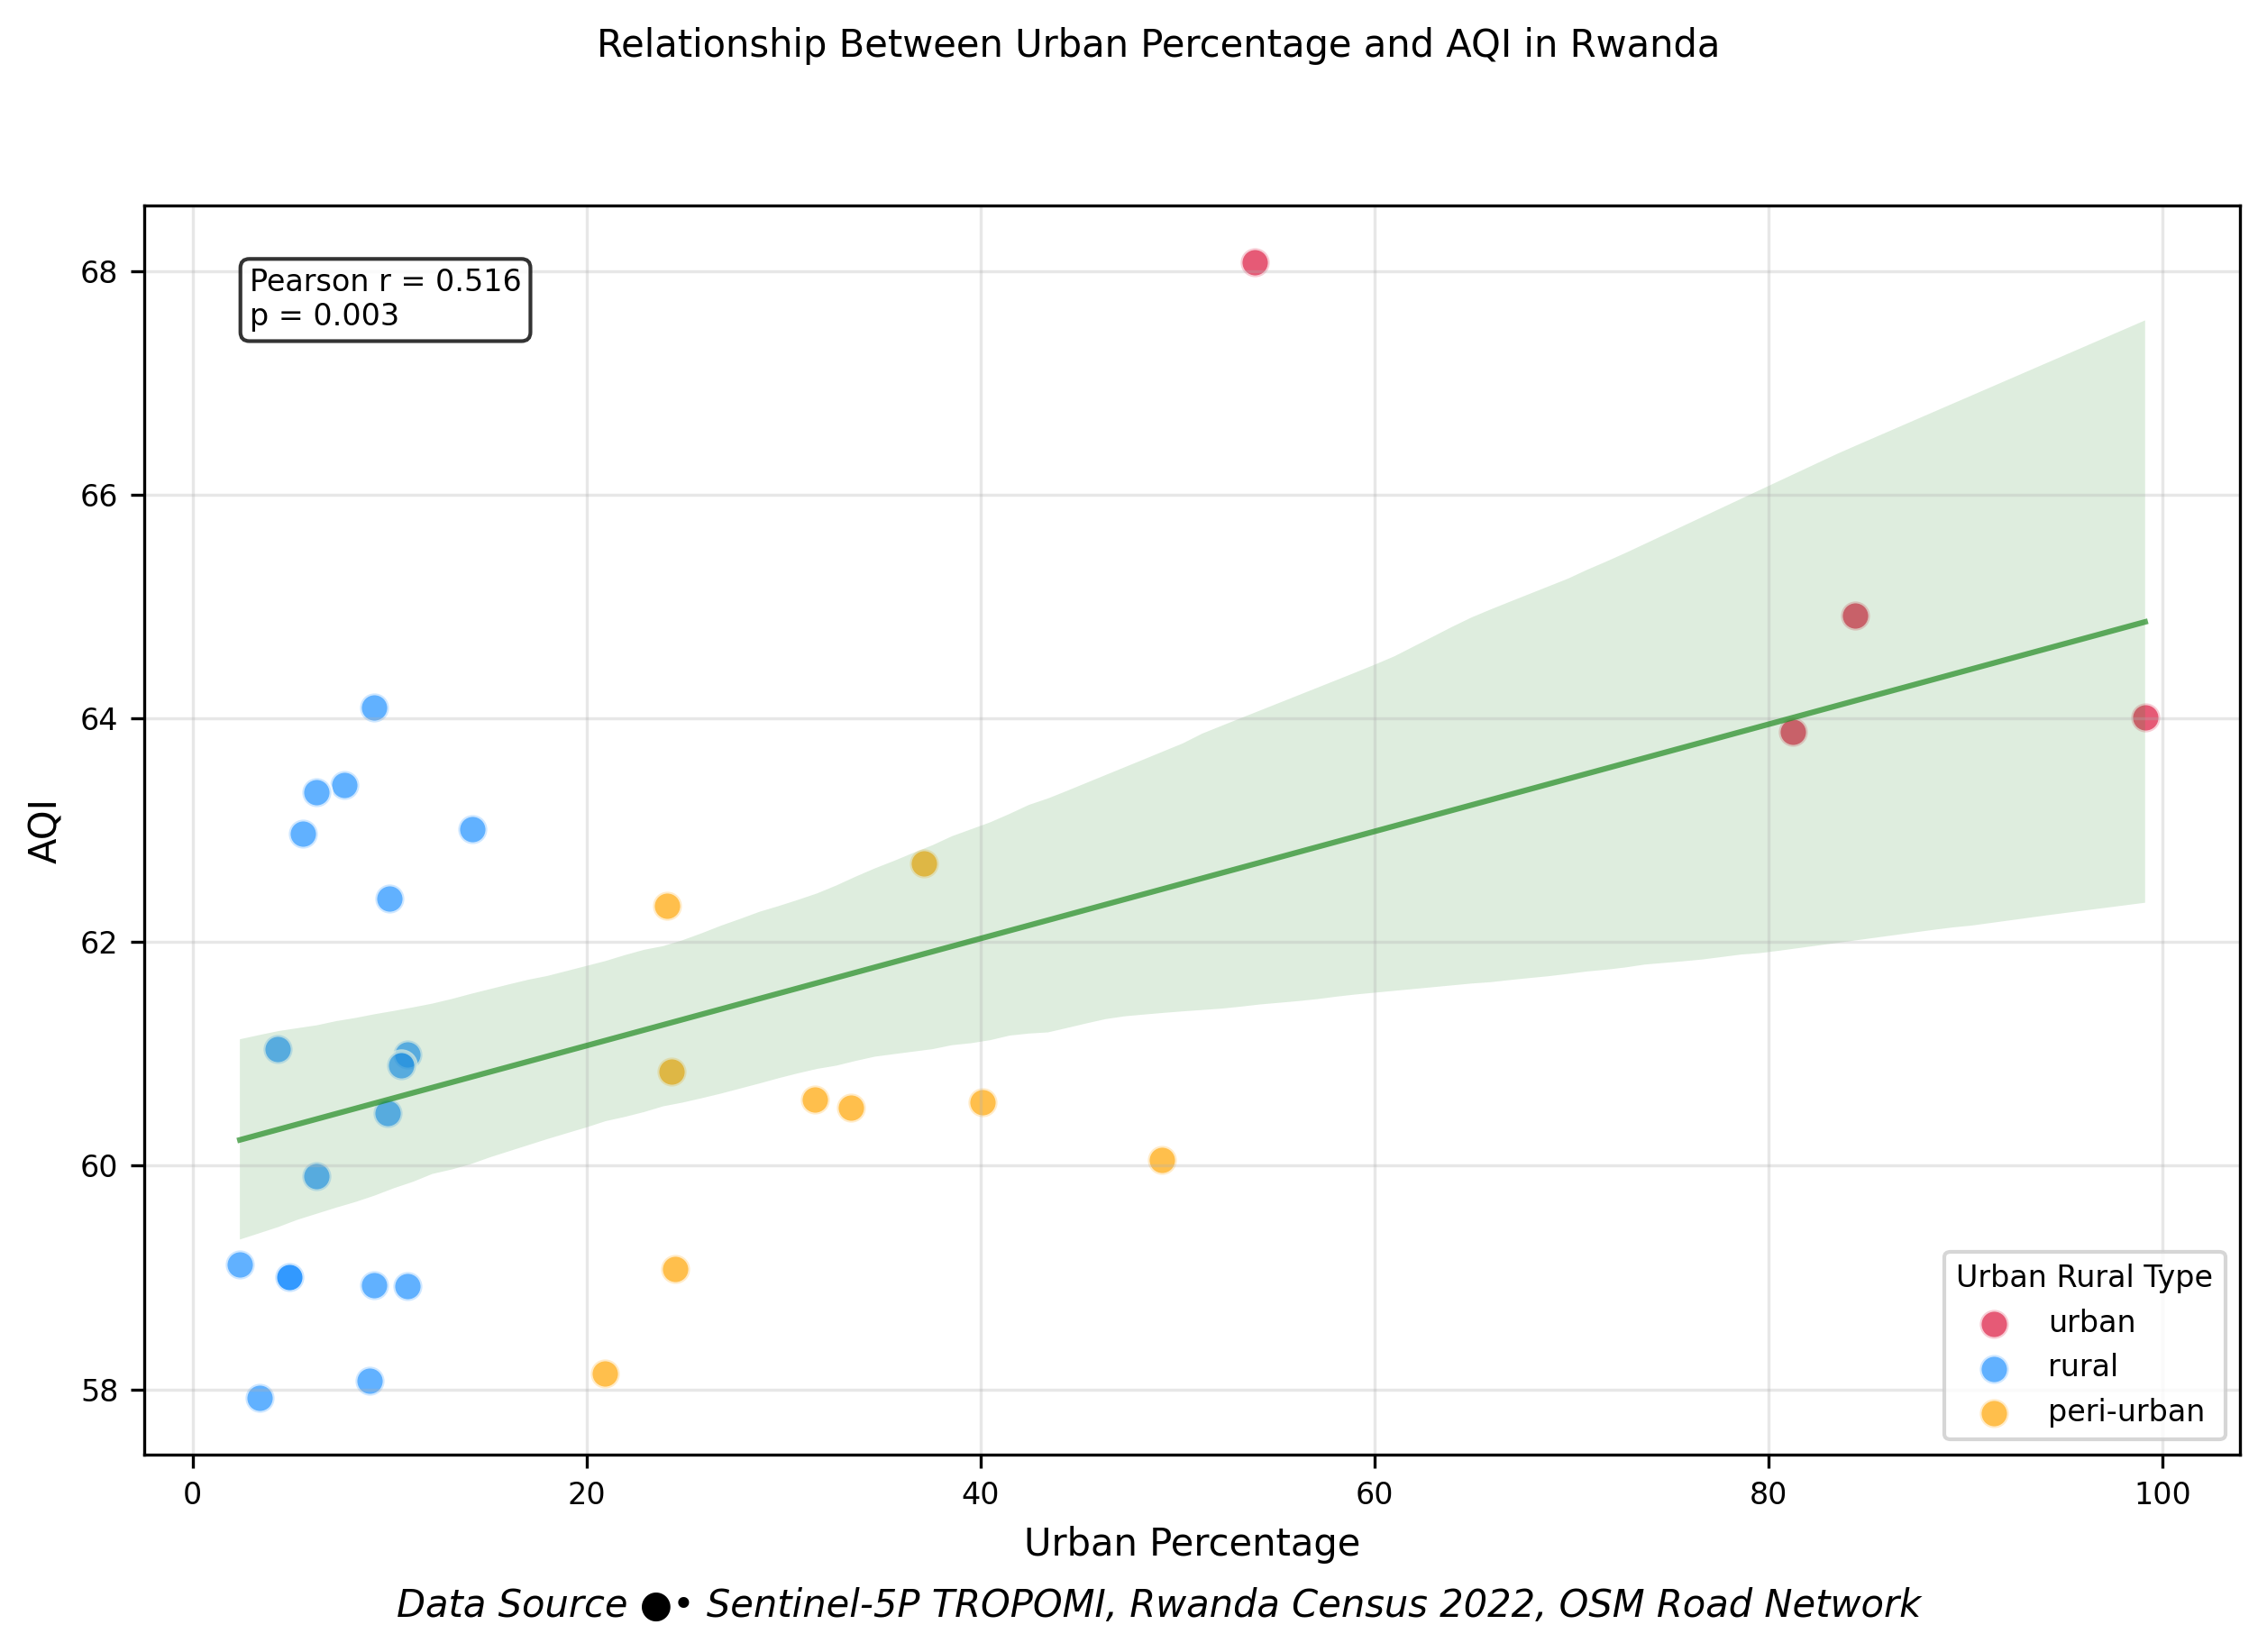 Relationship Between Urban Percentage and AQI in Rwanda
Pearson r = 0.516
p = 0.003
68
66
64
62
60
58
AQI
0
20
40
60
80
100
Urban Percentage
Urban Rural Type
urban
rural
peri-urban
Data Source ●• Sentinel-5P TROPOMI, Rwanda Census 2022, OSM Road Network